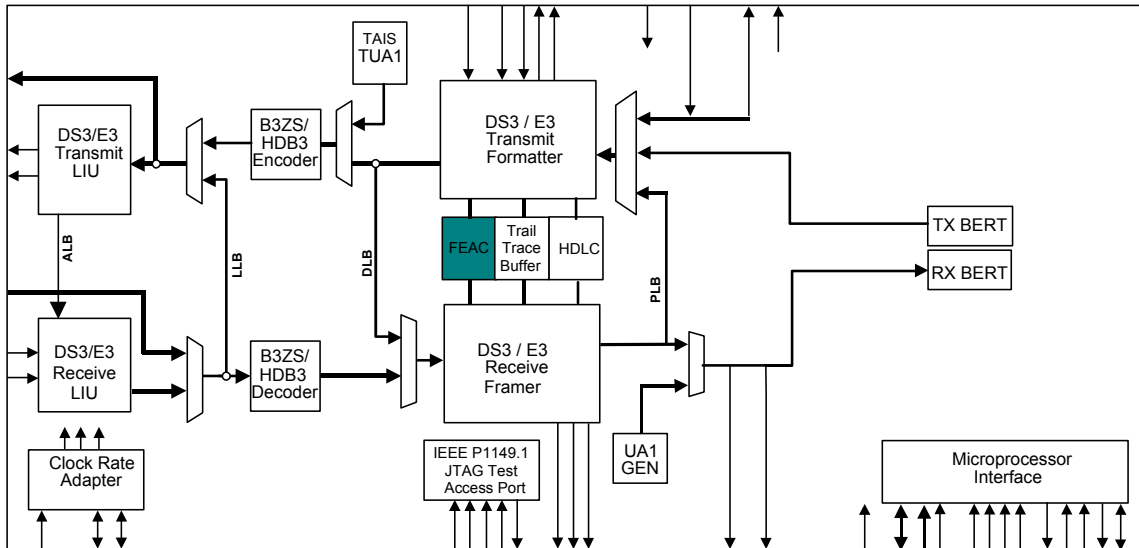 TAIS
TUA1
DS3/E3
Transmit
LIU
B3ZS/
HDB3
Encoder
DS3 / E3
Transmit
Formatter
TX BERT
RX BERT
FEAC
Trail
Trace
Buffer
HDLC
ALB
LLB
DLB
PLB
DS3/E3
Receive
LIU
B3ZS/
HDB3
Decoder
DS3 / E3
Receive
Framer
UA1
GEN
Clock Rate
Adapter
IEEE P1149.1
JTAG Test
Access Port
Microprocessor
Interface